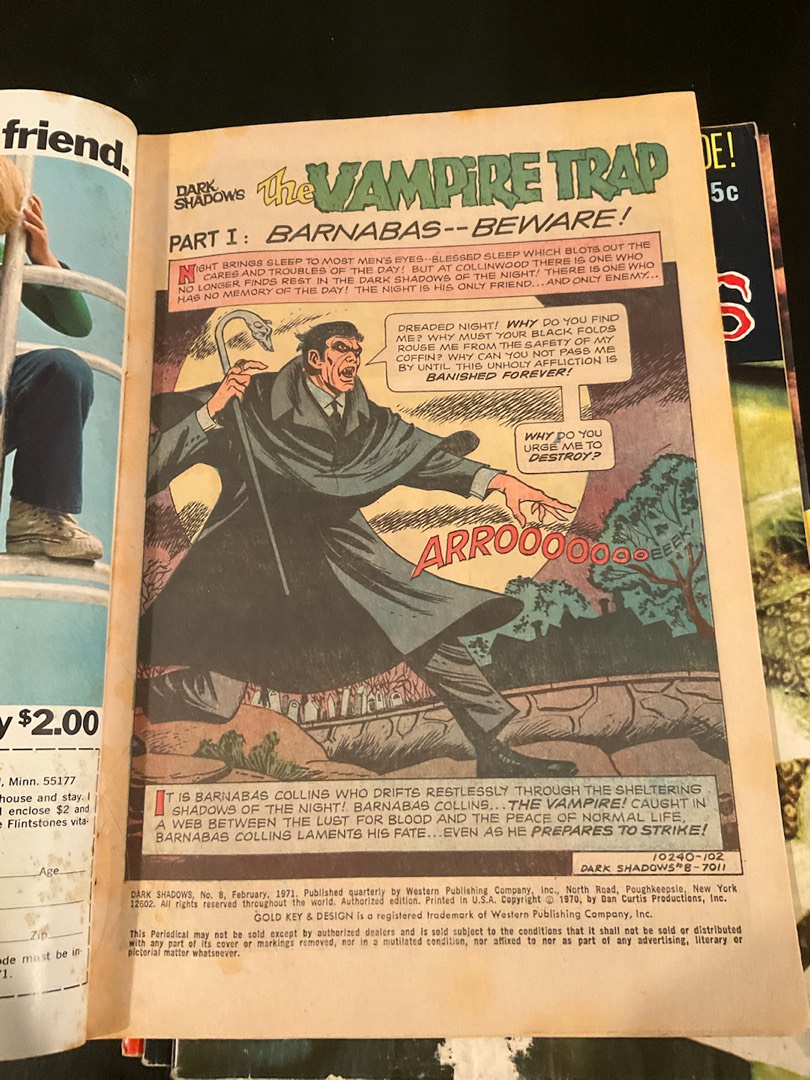 friend.
y $2.00
, Minn. 55177
house and stay. I
enclose $2 and
Flintstones vita-
Age
Zip
ode must be in-
71.
DARK
SHADOWS
the VAMPIRE TRAP
PART I: BARNABAS--BEWARE!
NIGHT BRINGS SLEEP TO MOST MEN'S EYES--BLESSED SLEEP WHICH BLOTS OUT THE
CARES AND TROUBLES OF THE DAY! BUT AT COLLINWOOD THERE IS ONE WHO
NO LONGER FINDS REST IN THE DARK SHADOWS OF THE NIGHT! THERE IS ONE WHO
HAS NO MEMORY OF THE DAY! THE NIGHT IS HIS ONLY FRIEND...AND ONLY ENEMY...
DREADED NIGHT! WHY DO YOU FIND
ME? WHY MUST YOUR BLACK FOLDS
ROUSE ME FROM THE SAFETY OF MY
COFFIN? WHY CAN YOU NOT PASS ME
BY UNTIL THIS UNHOLY AFFLICTION IS
BANISHED FOREVER!
WHY DO YOU
URGE ME TO
DESTROY?
ARROOOOOOOOEEEE
IT IS BARNABAS COLLINS WHO DRIFTS RESTLESSLY THROUGH THE SHELTERING
SHADOWS OF THE NIGHT! BARNABAS COLLINS...THE VAMPIRE! CAUGHT IN
A WEB BETWEEN THE LUST FOR BLOOD AND THE PEACE OF NORMAL LIFE,
BARNABAS COLLINS LAMENTS HIS FATE...EVEN AS HE PREPARES TO STRIKE!
10240-102
DARK SHADOWS #8-7011
DARK SHADOWS, No. 8, February, 1971. Published quarterly by Western Publishing Company, Inc., North Road, Poughkeepsie, New York
12602. All rights reserved throughout the world. Authorized edition. Printed in U.S.A. Copyright © 1970, by Dan Curtis Productions, Inc.
GOLD KEY & DESIGN is a registered trademark of Western Publishing Company, Inc.
This Periodical may not be sold except by authorized dealers and is sold subject to the conditions that it shall not be sold or distributed
with any part of its cover or markings removed, nor in a mutilated condition, nor affixed to nor as part of any advertising, literary or
pictorial matter whatsoever.
DE!
5c
S